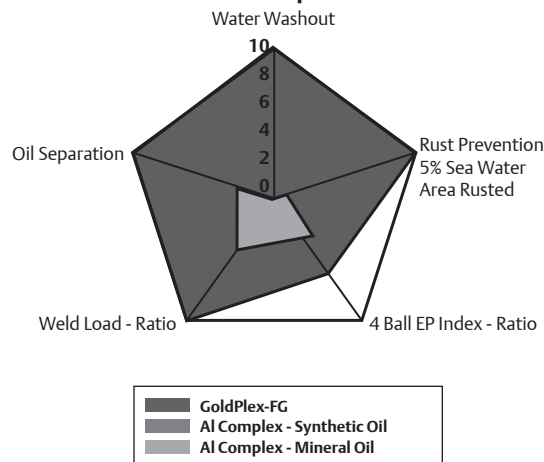 Water Washout
10
8
6
4
2
0
Oil Separation
Rust Prevention
5% Sea Water
Area Rusted
Weld Load - Ratio
4 Ball EP Index - Ratio
GoldPlex-FG
Al Complex - Synthetic Oil
Al Complex - Mineral Oil